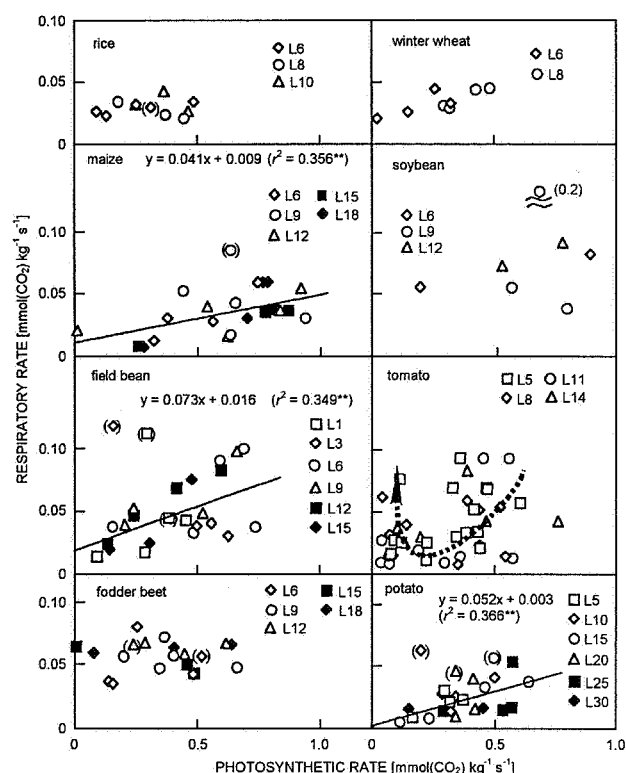 rice
L6
L8
L10
0.10
0.05
0
winter wheat
L6
L8
maize
y = 0.041x + 0.009 (r² = 0.356**)
L6 L15
L9 L18
L12
0.10
0.05
0
soybean
(0.2)
L6
L9
L12
field bean
y = 0.073x + 0.016 (r² = 0.349**)
L1
L3
L6
L9
L12
L15
0.10
0.05
0
tomato
L5 L11
L8 L14
fodder beet
L6 L15
L9 L18
L12
0.10
0.05
0
potato
y = 0.052x + 0.003
(r² = 0.366**)
L5
L10
L15
L20
L25
L30
0 0.5 1.0 0 0.5 1.0
RESPIRATORY RATE [mmol(CO₂) kg⁻¹ s⁻¹]
PHOTOSYNTHETIC RATE [mmol(CO₂) kg⁻¹ s⁻¹]